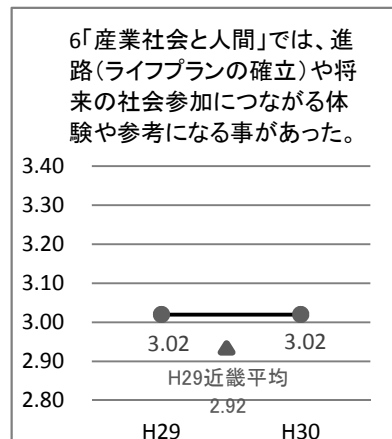 6「産業社会と人間」では、進
路（ライフプランの確立）や将
来の社会参加につながる体
験や参考になる事があった。
3.40
3.30
3.20
3.10
3.00
3.02
3.02
2.90
H29近畿平均
2.80
2.92
H29
H30